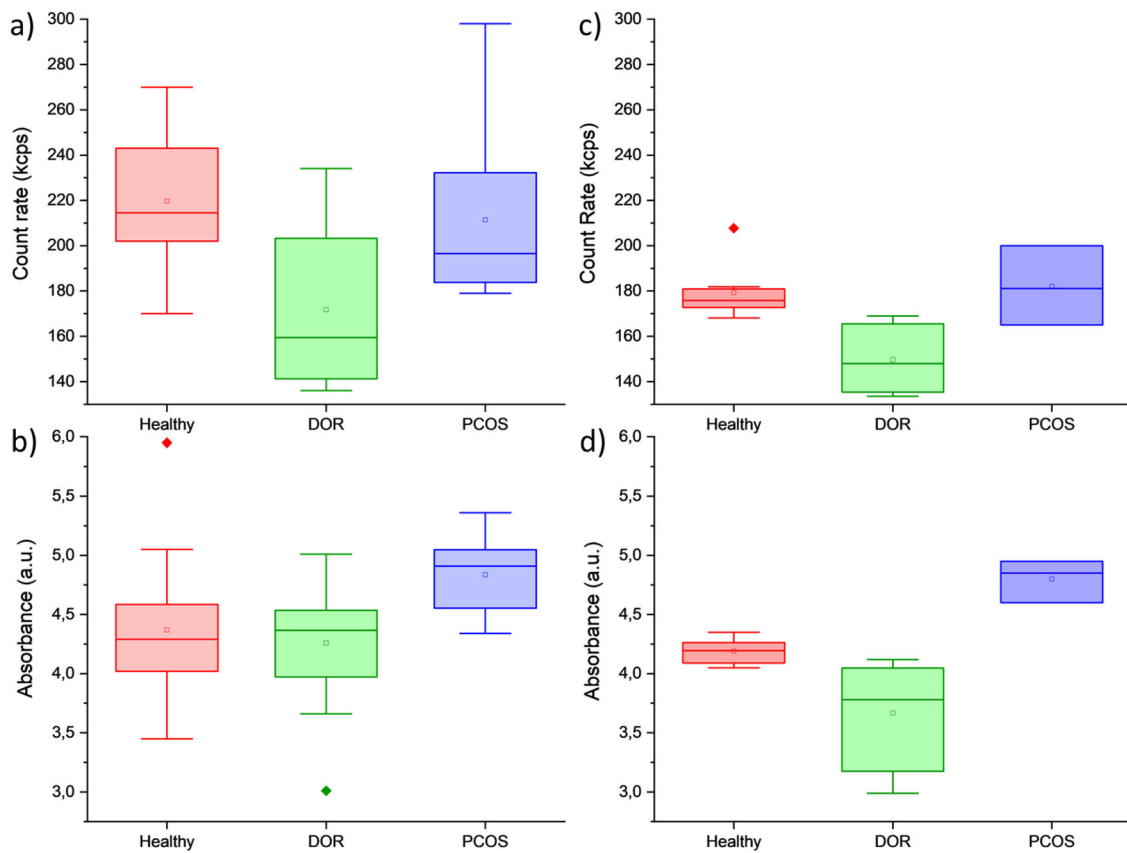 a)
Count rate (kcps)
300
280
260
240
220
200
180
160
140
Healthy DOR PCOS
c)
Count Rate (kcps)
300
280
260
240
220
200
180
160
140
Healthy DOR PCOS
b)
Absorbance (a.u.)
6,0
5,5
5,0
4,5
4,0
3,5
3,0
Healthy DOR PCOS
d)
Absorbance (a.u.)
6,0
5,5
5,0
4,5
4,0
3,5
3,0
Healthy DOR PCOS